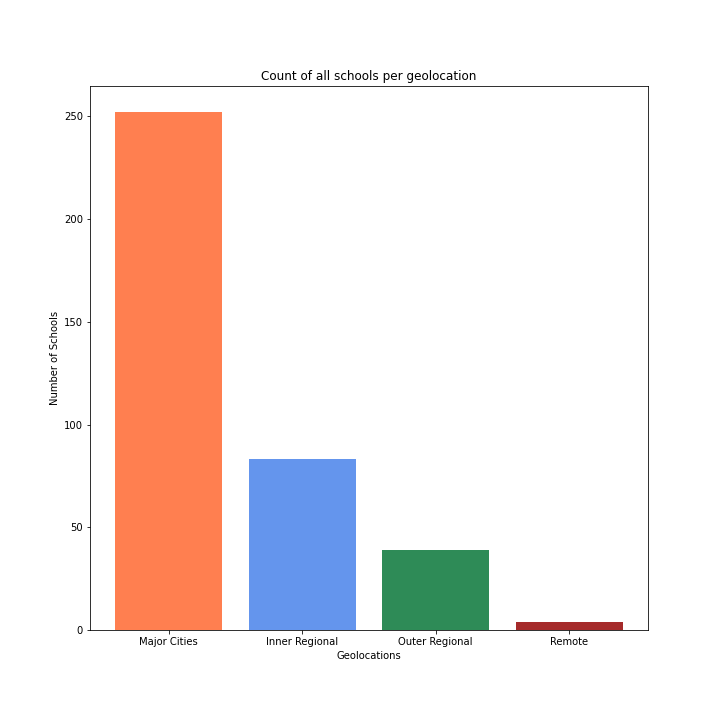 Count of all schools per geolocation
250
200
150
100
50
0
Number of Schools
Major Cities
Inner Regional
Outer Regional
Remote
Geolocations